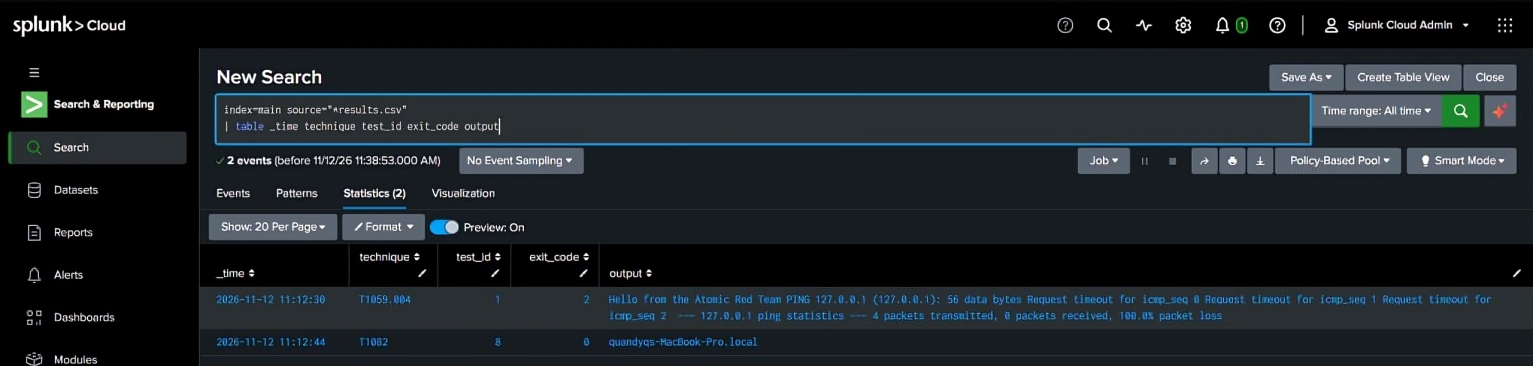 splunk>Cloud
1
Splunk Cloud Admin
Search & Reporting
Search
Datasets
Reports
Alerts
Dashboards
Modules
New Search
Save As
Create Table View
Close
index=main source="*results.csv"
| table _time technique test_id exit_code output
Time range: All time
2 events (before 11/12/26 11:38:53.000 AM)
No Event Sampling
Job
Policy-Based Pool
Smart Mode
Events Patterns Statistics (2) Visualization
Show: 20 Per Page
Format
Preview: On
_time technique test_id exit_code output
2026-11-12 11:12:30 T1059.004 1 2 Hello from the Atomic Red Team PING 127.0.0.1 (127.0.0.1): 56 data bytes Request timeout for icmp_seq 0 Request timeout for icmp_seq 1 Request timeout for
icmp_seq 2 --- 127.0.0.1 ping statistics --- 4 packets transmitted, 0 packets received, 100.0% packet loss
2026-11-12 11:12:44 T1082 8 0 quandyqs-MacBook-Pro.local